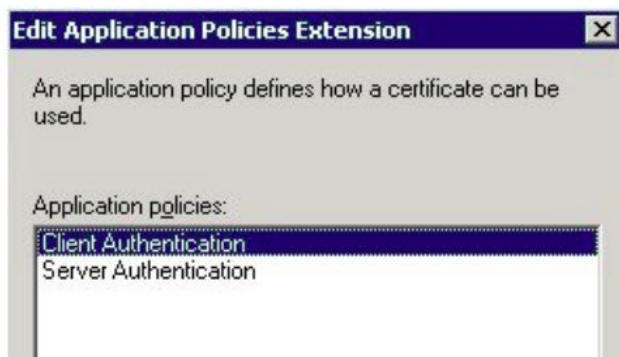 Edit Application Policies Extension
An application policy defines how a certificate can be
used.
Application policies:
Client Authentication
Server Authentication